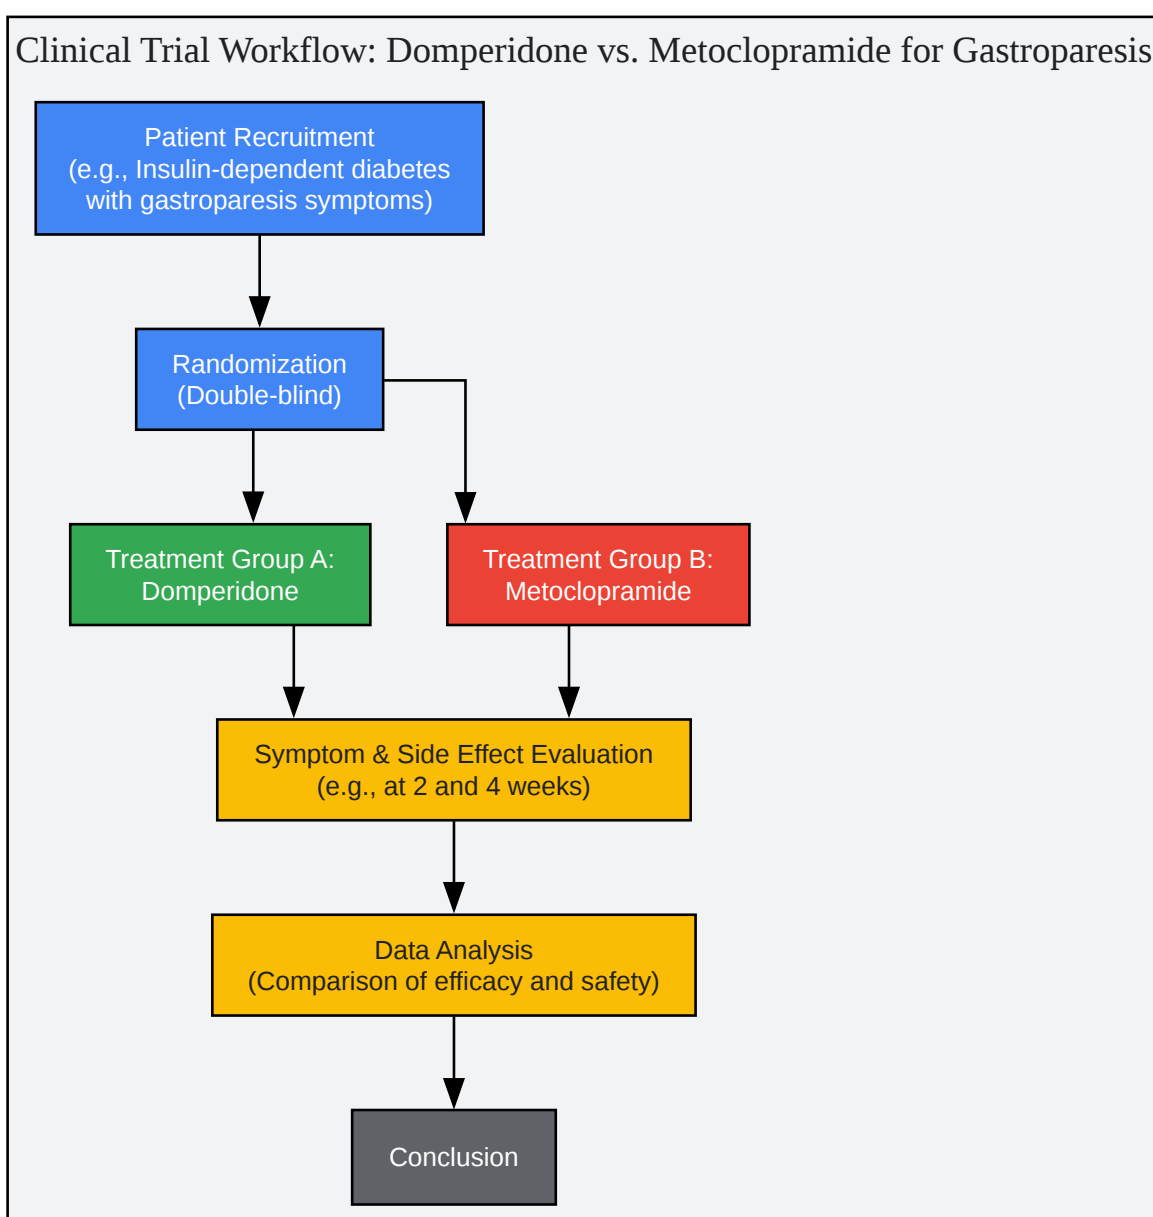 Clinical Trial Workflow: Domperidone vs. Metoclopramide for Gastroparesis
Patient Recruitment
(e.g., Insulin-dependent diabetes
with gastroparesis symptoms)
Randomization
(Double-blind)
Treatment Group A:
Domperidone
Treatment Group B:
Metoclopramide
Symptom & Side Effect Evaluation
(e.g., at 2 and 4 weeks)
Data Analysis
(Comparison of efficacy and safety)
Conclusion